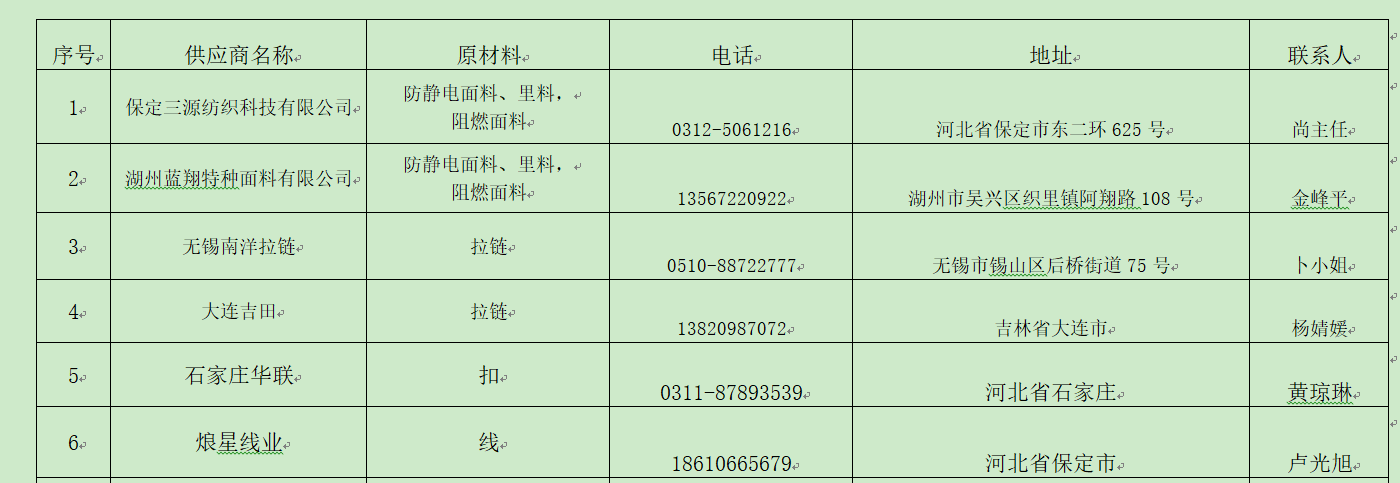 序号 供应商名称 原材料 电话 地址 联系人
1 保定三源纺织科技有限公司 防静电面料、里料，
阻燃面料 0312-5061216 河北省保定市东二环 625 号 尚主任
2 湖州蓝翔特种面料有限公司 防静电面料、里料，
阻燃面料 13567220922 湖州市吴兴区织里镇阿翔路 108 号 金峰平
3 无锡南洋拉链 拉链 0510-88722777 无锡市锡山区后桥街道 75 号 卜小姐
4 大连吉田 拉链 13820987072 吉林省大连市 杨婧媛
5 石家庄华联 扣 0311-87893539 河北省石家庄 黄琼琳
6 烺星线业 线 18610665679 河北省保定市 卢光旭